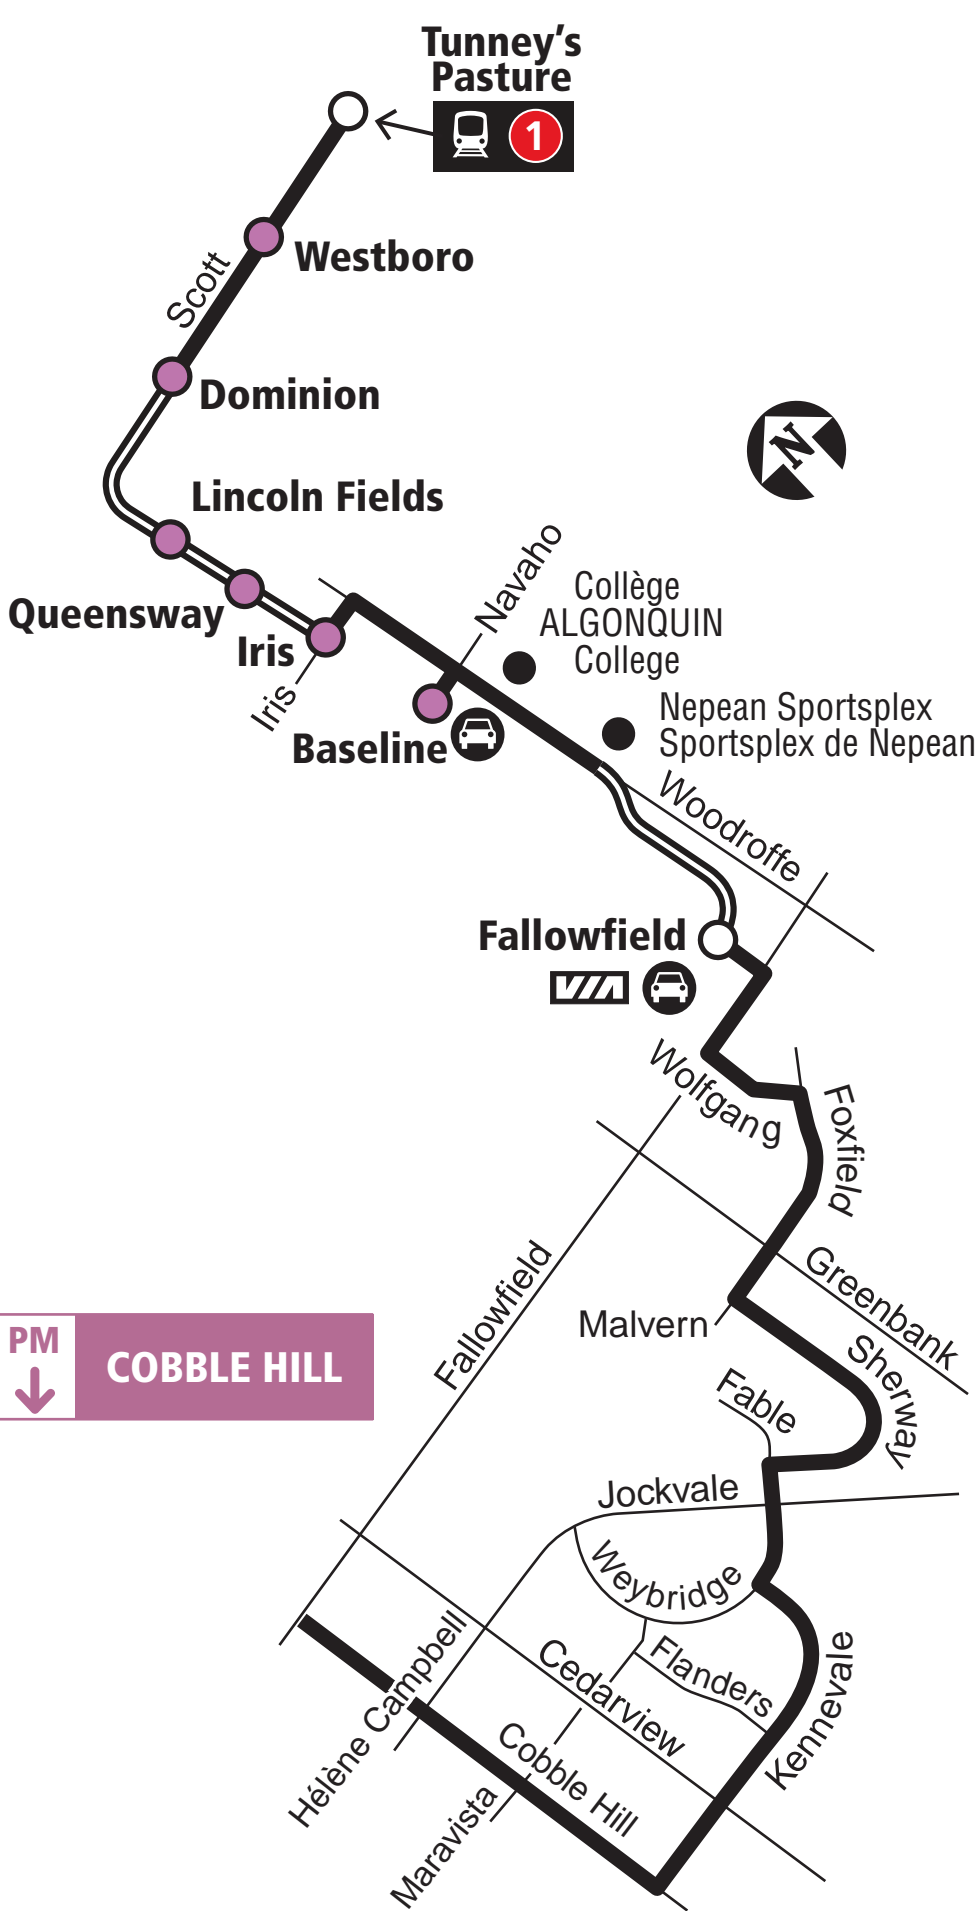 Tunney's
Pasture
1
Westboro
Scott
Dominion
N
Lincoln Fields
Navaho
Collège
ALGONQUIN
College
Queensway
Iris
Iris
Nepean Sportsplex
Sportsplex de Nepean
Baseline
Woodroffe
Fallowfield
VIA
Wolfgang
Foxfield
Fallowfield
Greenbank
Malvern
PM
COBBLE HILL
Sherway
Fable
Jockvale
Weybridge
Hélène Campbell
Cedarview
Flanders
Kennevale
Cobble Hill
Maravista